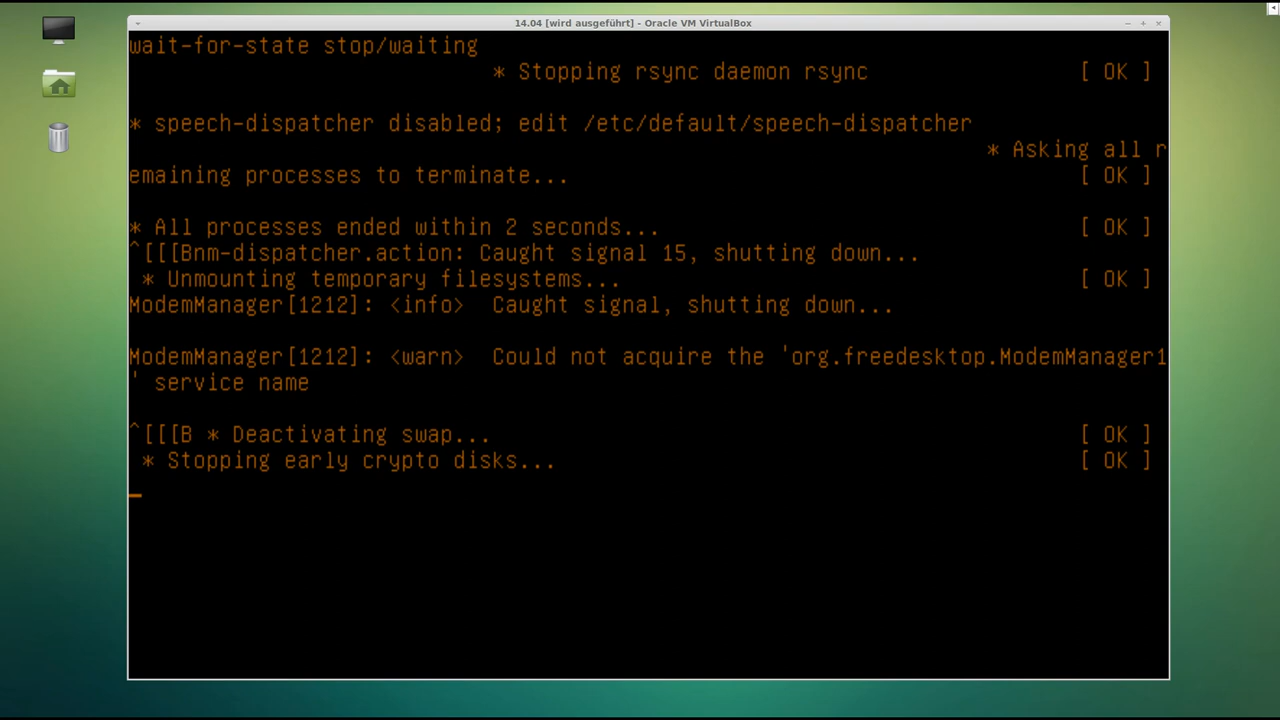 14.04 [wird ausgeführt] - Oracle VM VirtualBox
wait-for-state stop/waiting
* Stopping rsync daemon rsync [ OK ]
* speech-dispatcher disabled; edit /etc/default/speech-dispatcher
* Asking all r
emaining processes to terminate... [ OK ]
* All processes ended within 2 seconds... [ OK ]
^[[[Bnm-dispatcher.action: Caught signal 15, shutting down...
* Unmounting temporary filesystems... [ OK ]
ModemManager[1212]: <info>  Caught signal, shutting down...
ModemManager[1212]: <warn>  Could not acquire the 'org.freedesktop.ModemManager1
' service name
^[[[B * Deactivating swap... [ OK ]
* Stopping early crypto disks... [ OK ]